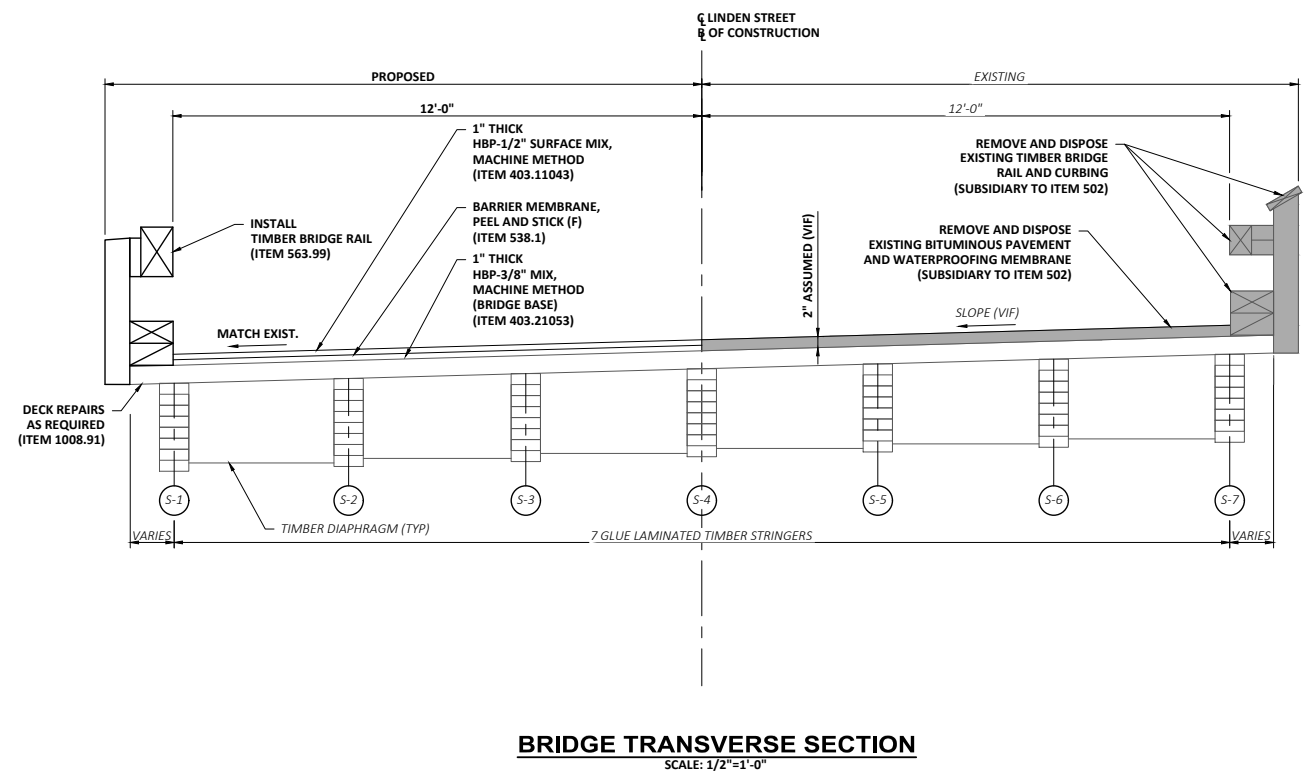 ℄ LINDEN STREET
℄ OF CONSTRUCTION
PROPOSED
EXISTING
12'-0"
12'-0"
1" THICK
HBP-1/2" SURFACE MIX,
MACHINE METHOD
(ITEM 403.11043)
REMOVE AND DISPOSE
EXISTING TIMBER BRIDGE
RAIL AND CURBING
(SUBSIDIARY TO ITEM 502)
INSTALL
TIMBER BRIDGE RAIL
(ITEM 563.99)
BARRIER MEMBRANE,
PEEL AND STICK (F)
(ITEM 538.1)
1" THICK
HBP-3/8" MIX,
MACHINE METHOD
(BRIDGE BASE)
(ITEM 403.21053)
2" ASSUMED (VIF)
REMOVE AND DISPOSE
EXISTING BITUMINOUS PAVEMENT
AND WATERPROOFING MEMBRANE
(SUBSIDIARY TO ITEM 502)
MATCH EXIST.
SLOPE (VIF)
DECK REPAIRS
AS REQUIRED
(ITEM 1008.91)
S-1
S-2
S-3
S-4
S-5
S-6
S-7
TIMBER DIAPHRAGM (TYP)
VARIES
7 GLUE LAMINATED TIMBER STRINGERS
VARIES
BRIDGE TRANSVERSE SECTION
SCALE: 1/2"=1'-0"